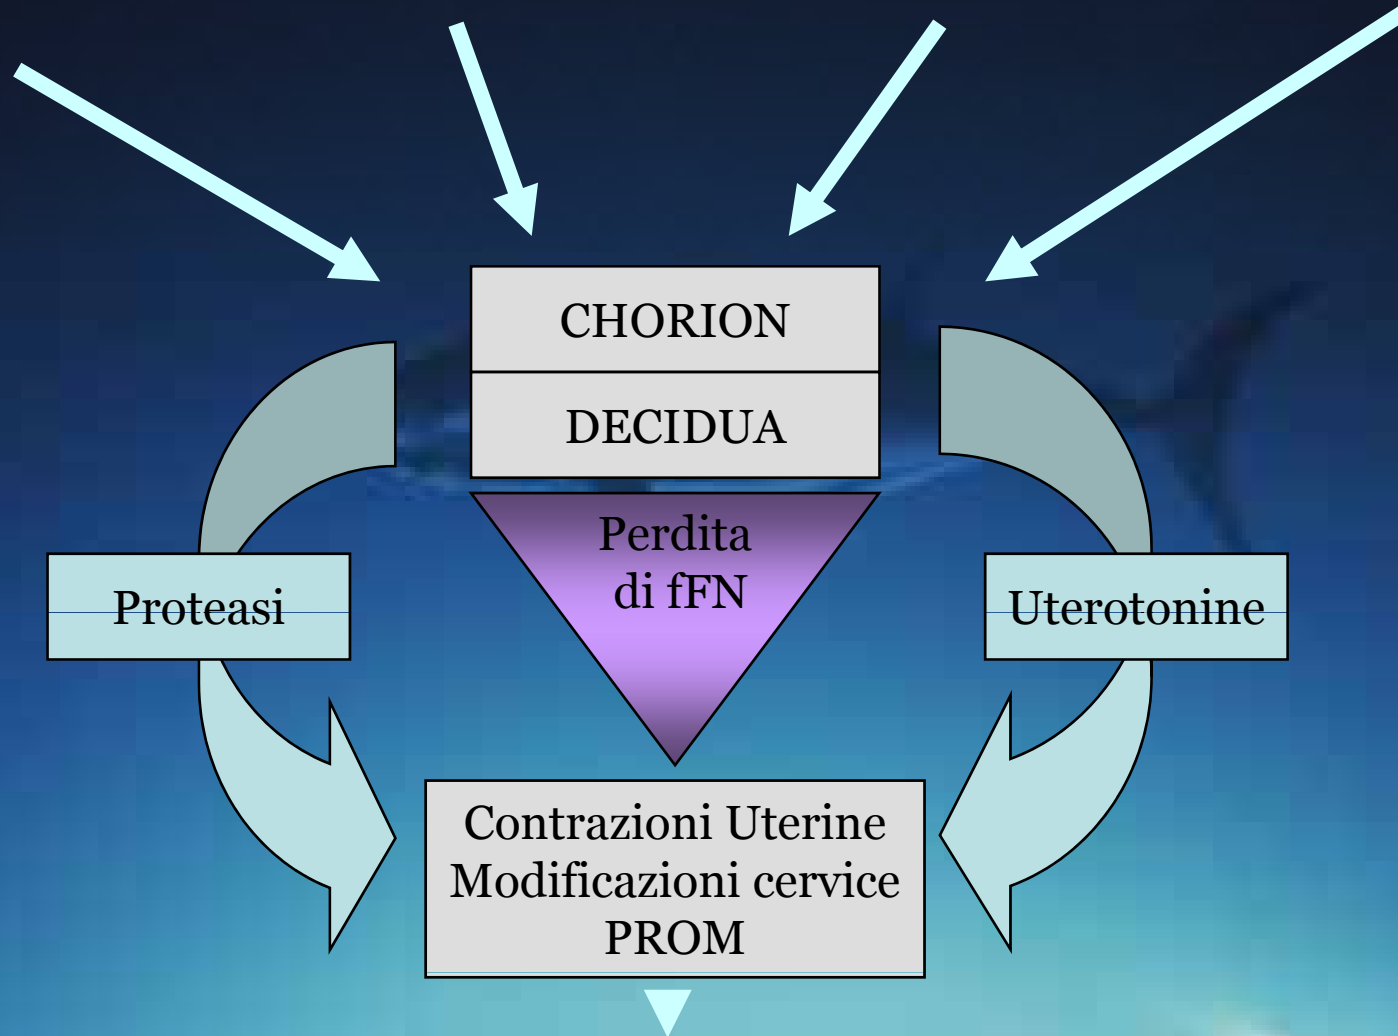 CHORION
DECIDUA
Perdita
di fFN
Proteasi
Uterotonine
Contrazioni Uterine
Modificazioni cervice
PROM